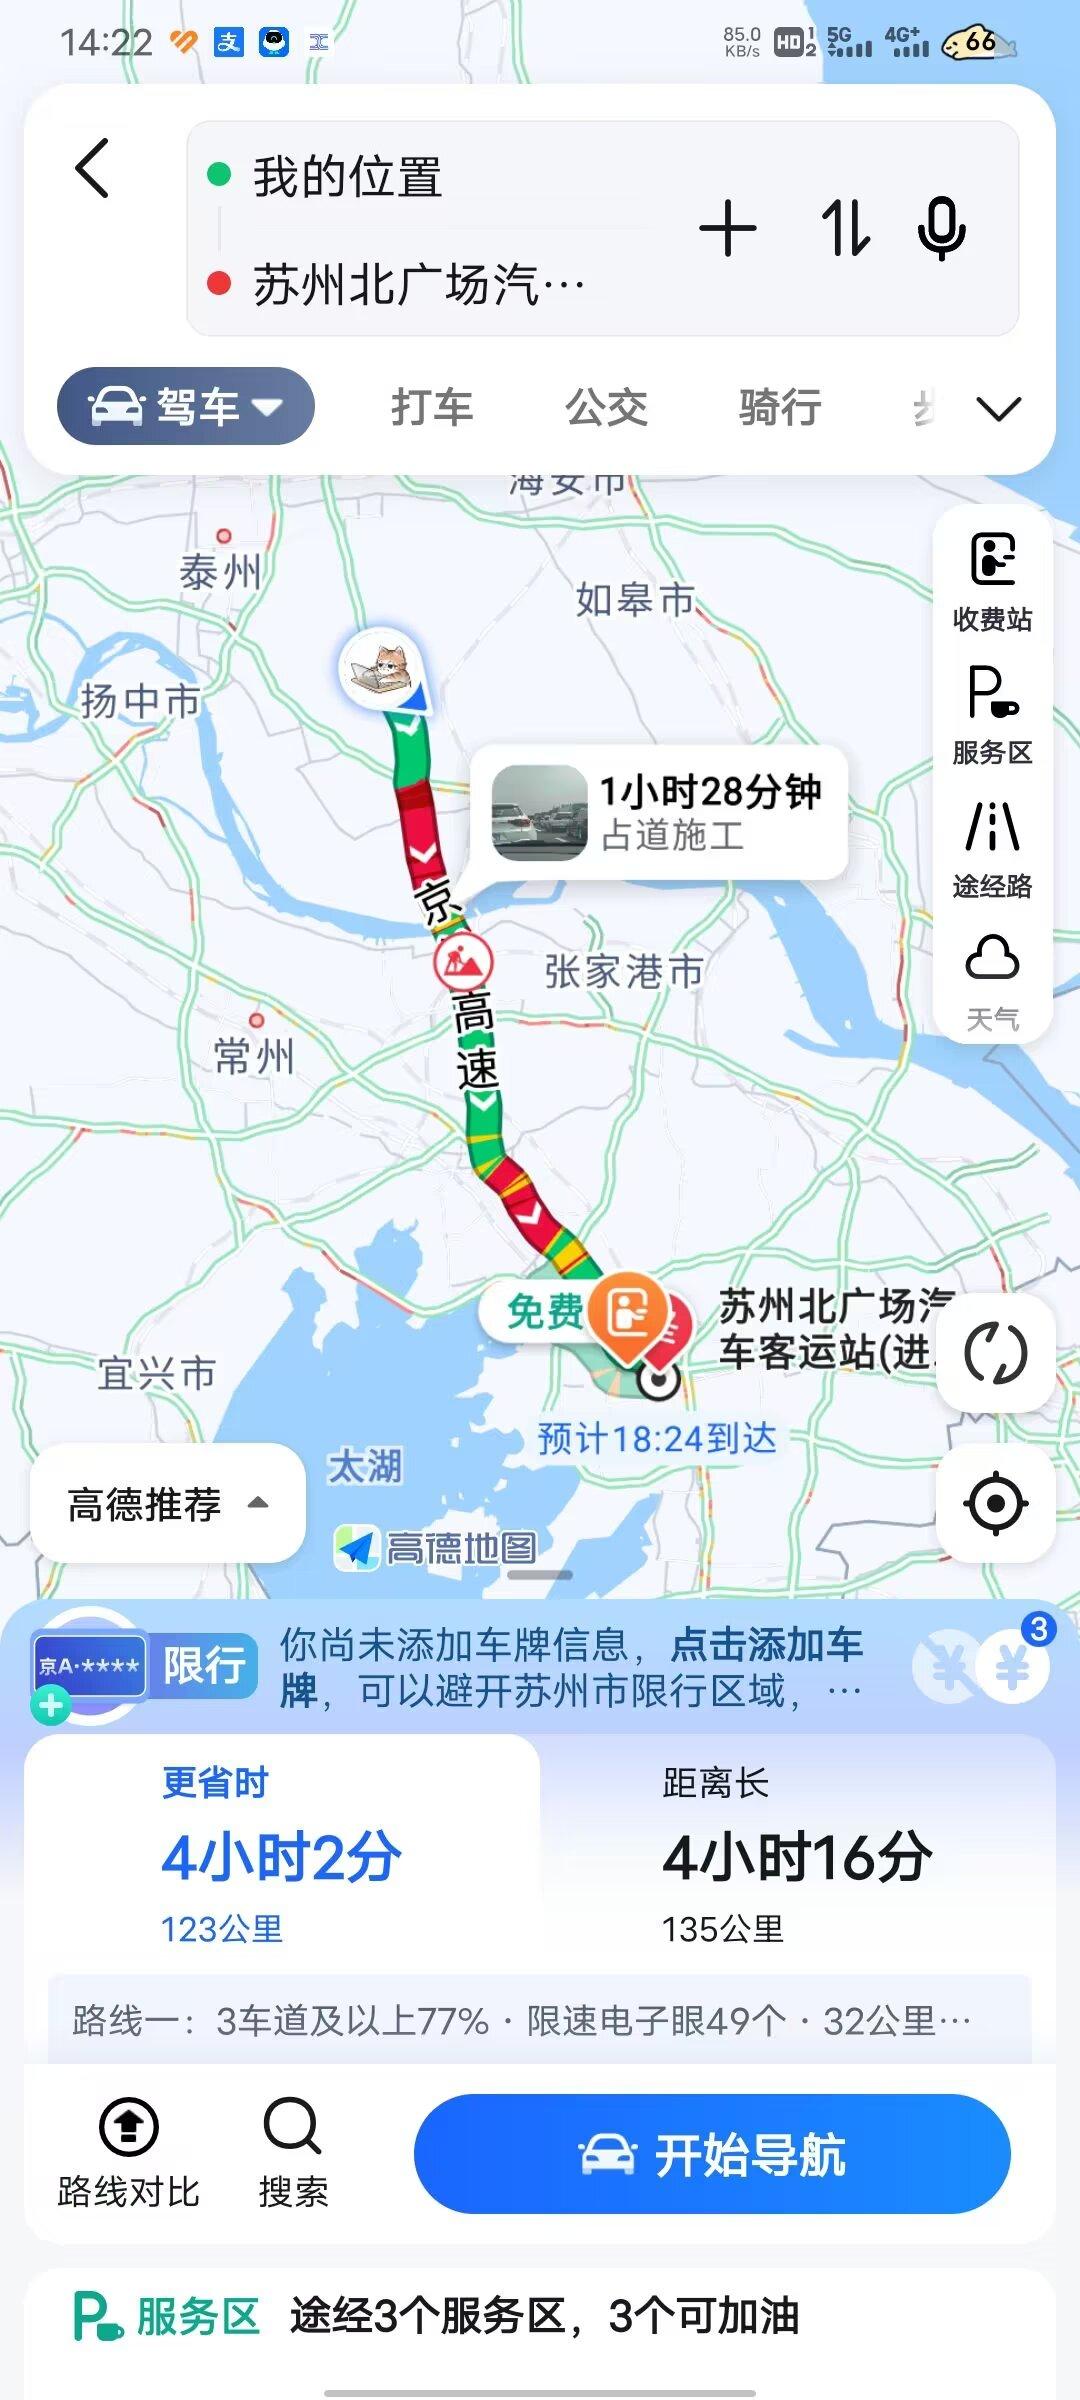 14:22
支
85.0
KB/s
HD 1 2
5G
4G+
66
我的位置
苏州北广场汽…
驾车
打车
公交
骑行
海安市
泰州
如皋市
扬中市
收费站
P
服务区
途经路
天气
1小时28分钟
占道施工
京
高
速
张家港市
常州
免费
苏州北广场汽
车客运站(进
宜兴市
预计18:24到达
太湖
高德推荐
高德地图
京A·****
限行
你尚未添加车牌信息，点击添加车
牌，可以避开苏州市限行区域，…
¥
¥
3
更省时
距离长
4小时2分
4小时16分
123公里
135公里
路线一：3车道及以上77%·限速电子眼49个·32公里…
路线对比
搜索
开始导航
P 服务区 途经3个服务区，3个可加油